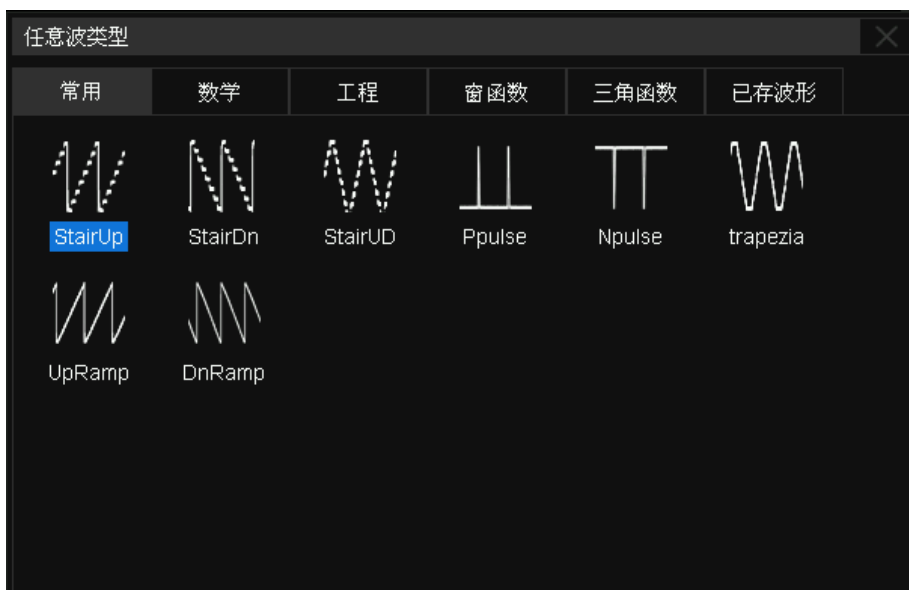 任意波类型
常用 数学 工程 窗函数 三角函数 已存波形
StairUp StairDn StairUD Ppulse Npulse trapezia
UpRamp DnRamp